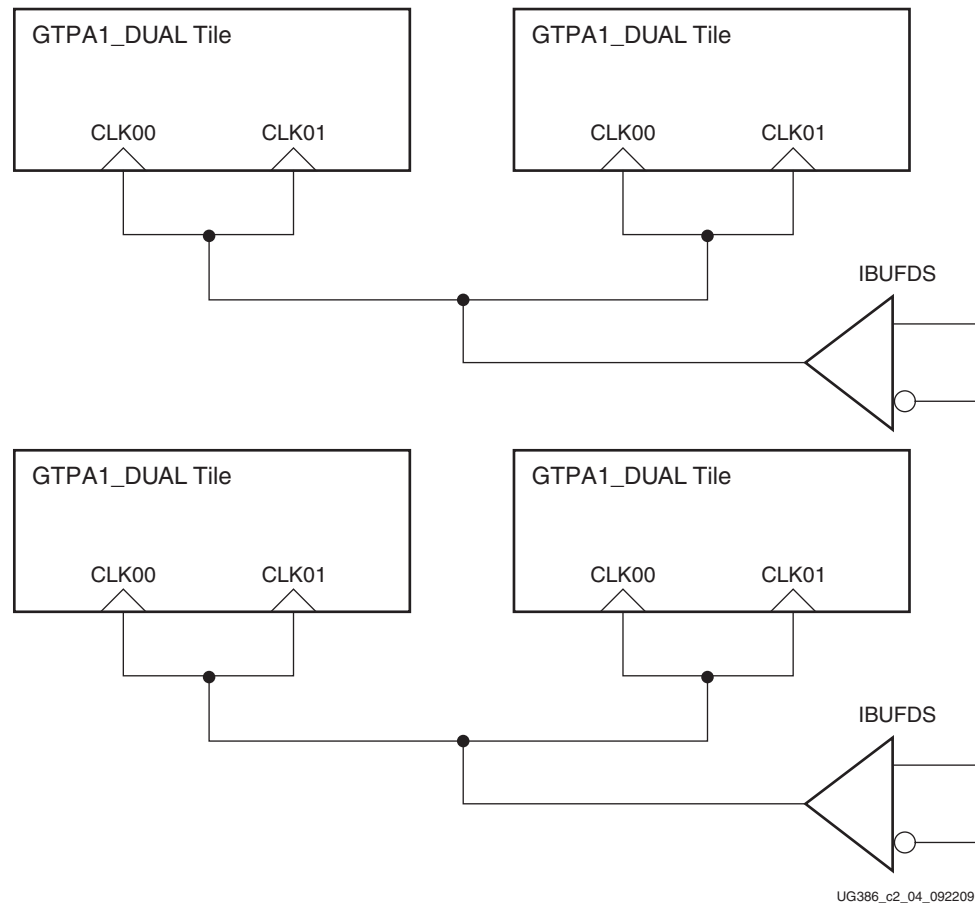 GTPA1_DUAL Tile
GTPA1_DUAL Tile
CLK00 CLK01
CLK00 CLK01
IBUFDS
GTPA1_DUAL Tile
GTPA1_DUAL Tile
CLK00 CLK01
CLK00 CLK01
IBUFDS
UG386_c2_04_092209